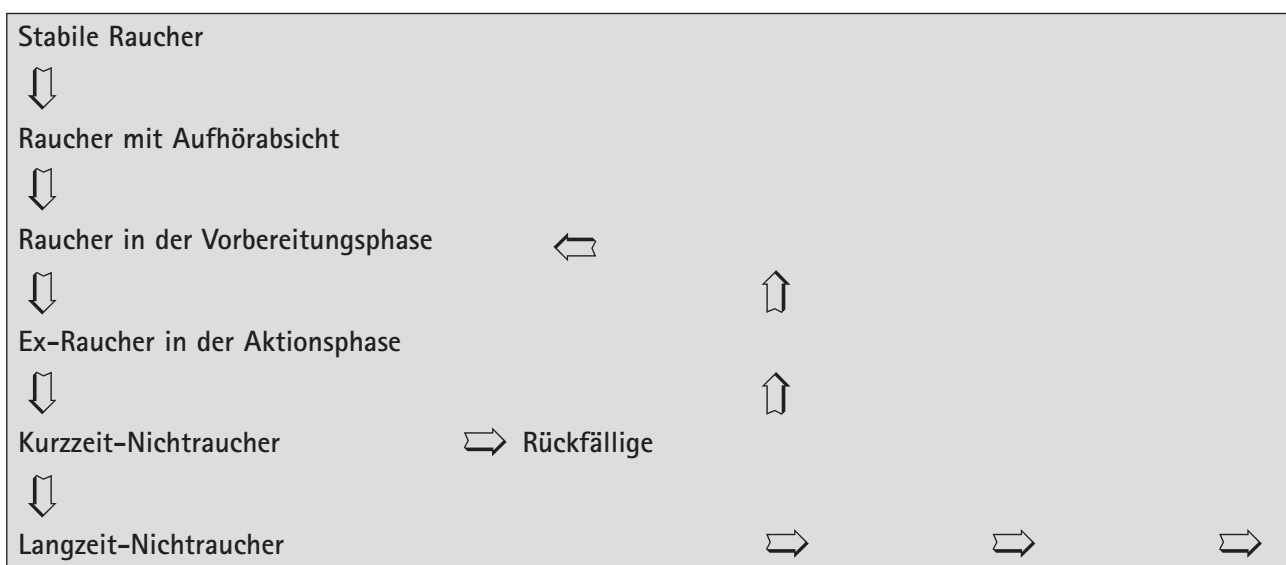 Stabile Raucher
Raucher mit Aufhörabsicht
Raucher in der Vorbereitungsphase
Ex-Raucher in der Aktionsphase
Kurzzeit-Nichtraucher Rückfällige
Langzeit-Nichtraucher